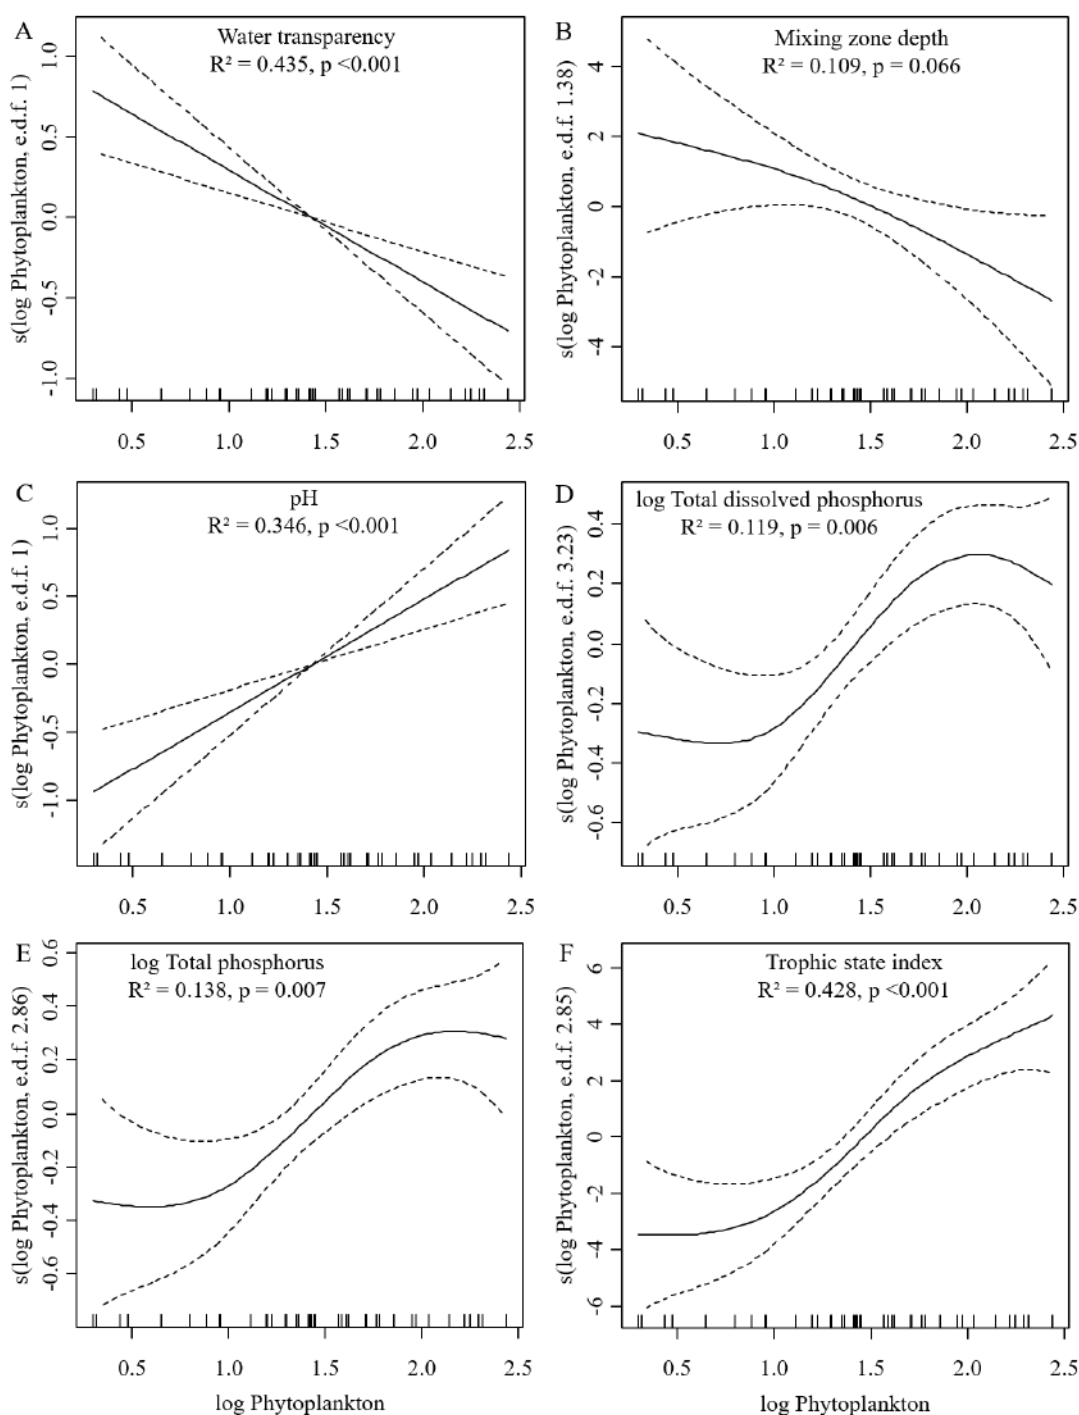 A
Water transparency
R² = 0.435, p <0.001
s(log Phytoplankton, e.d.f. 1)
1.0
0.5
0.0
-0.5
-1.0
0.5 1.0 1.5 2.0 2.5
B
Mixing zone depth
R² = 0.109, p = 0.066
s(log Phytoplankton, e.d.f. 1.38)
4
2
0
-2
-4
0.5 1.0 1.5 2.0 2.5
C
pH
R² = 0.346, p <0.001
s(log Phytoplankton, e.d.f. 1)
1.0
0.5
0.0
-0.5
-1.0
0.5 1.0 1.5 2.0 2.5
D
log Total dissolved phosphorus
R² = 0.119, p = 0.006
s(log Phytoplankton, e.d.f. 3.23)
0.4
0.2
0.0
-0.2
-0.4
-0.6
0.5 1.0 1.5 2.0 2.5
E
log Total phosphorus
R² = 0.138, p = 0.007
s(log Phytoplankton, e.d.f. 2.86)
0.6
0.4
0.2
0.0
-0.2
-0.4
-0.6
0.5 1.0 1.5 2.0 2.5
log Phytoplankton
F
Trophic state index
R² = 0.428, p <0.001
s(log Phytoplankton, e.d.f. 2.85)
6
4
2
0
-2
-4
-6
0.5 1.0 1.5 2.0 2.5
log Phytoplankton